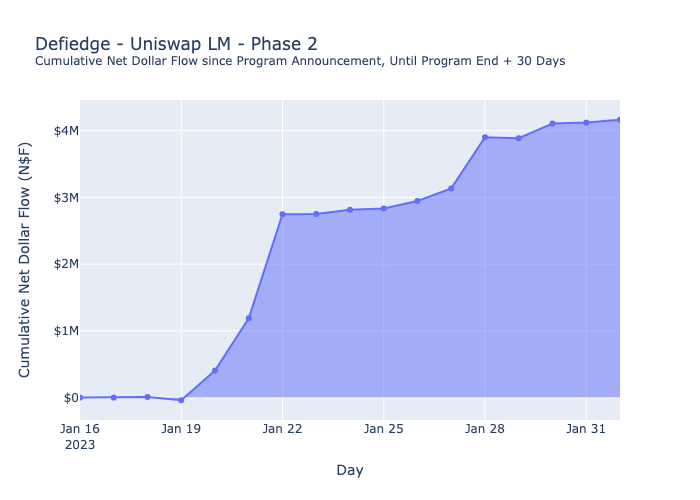 Defiedge - Uniswap LM - Phase 2
Cumulative Net Dollar Flow since Program Announcement, Until Program End + 30 Days
Cumulative Net Dollar Flow (N$F)
$4M
$3M
$2M
$1M
$0
Jan 16
2023
Jan 19
Jan 22
Jan 25
Jan 28
Jan 31
Day